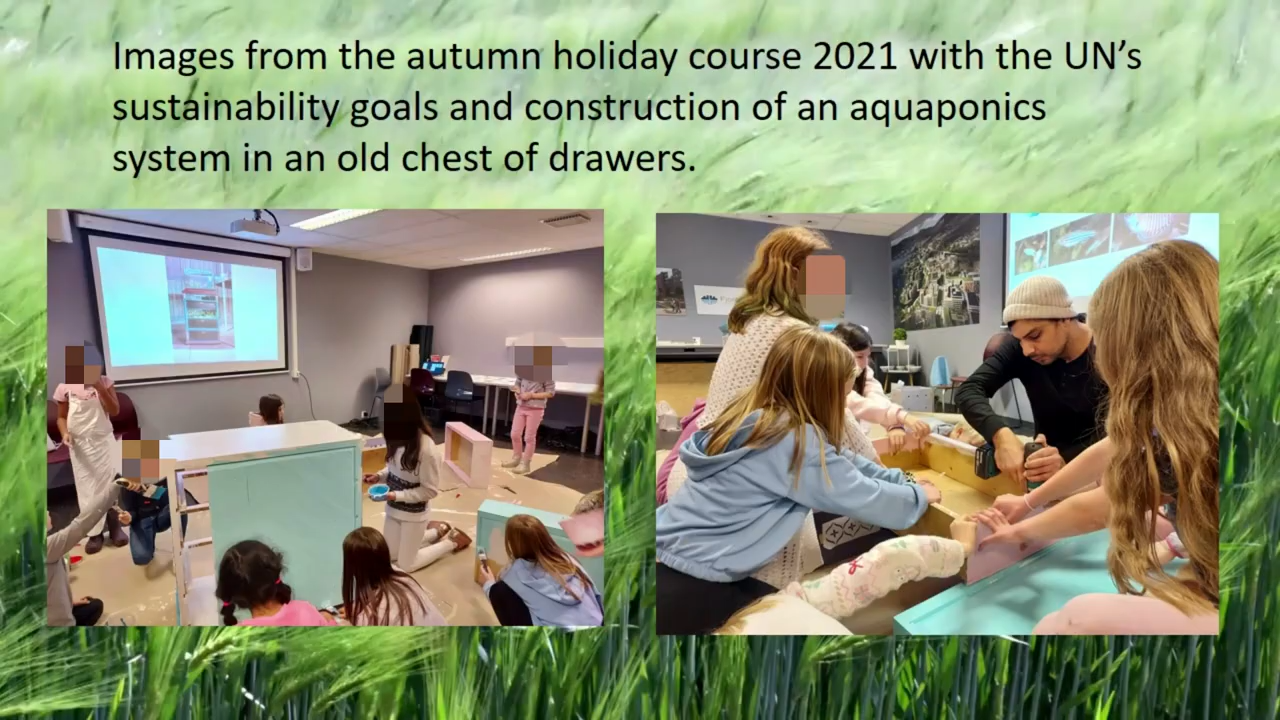 Images from the autumn holiday course 2021 with the UN’s
sustainability goals and construction of an aquaponics
system in an old chest of drawers.